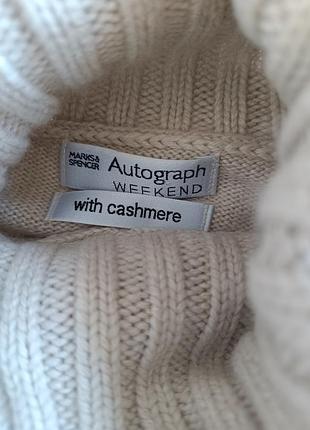 MARKS&
SPENCER
Autograph
WEEKEND
with cashmere